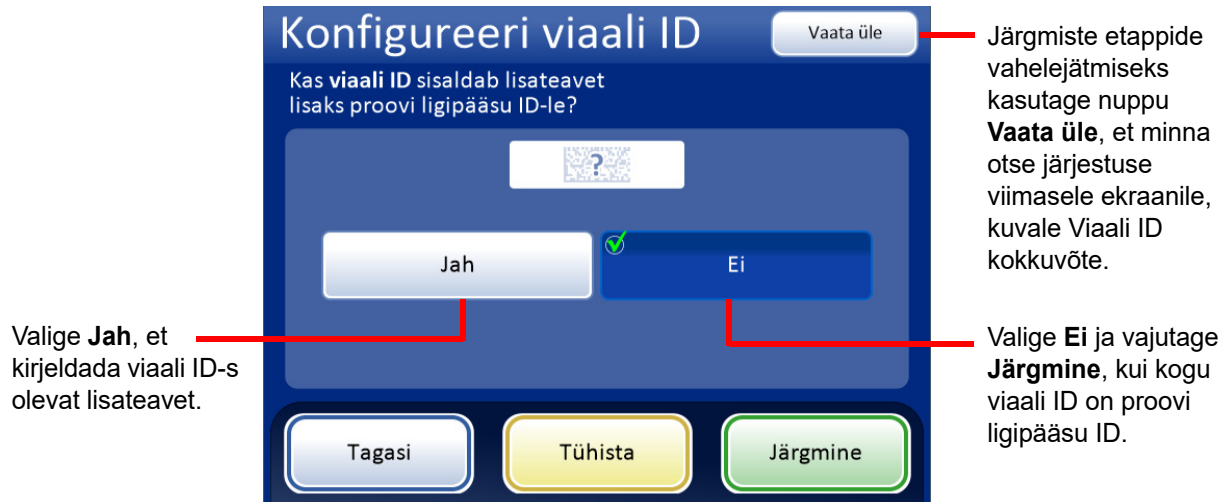 Konfigureeri viaali ID
Vaata üle
Kas viaali ID sisaldab lisateavet
lisaks proovi ligipääsu ID-le?
?
Jah
Ei
Tagasi
Tühista
Järgmine
Valige Jah, et
kirjeldada viaali ID-s
olevat lisateavet.
Järgmiste etappide
vahelejätmiseks
kasutage nuppu
Vaata üle, et minna
otse järjestuse
viimasele ekraanile,
kuvale Viaali ID
kokkuvõte.
Valige Ei ja vajutage
Järgmine, kui kogu
viaali ID on proovi
ligipääsu ID.